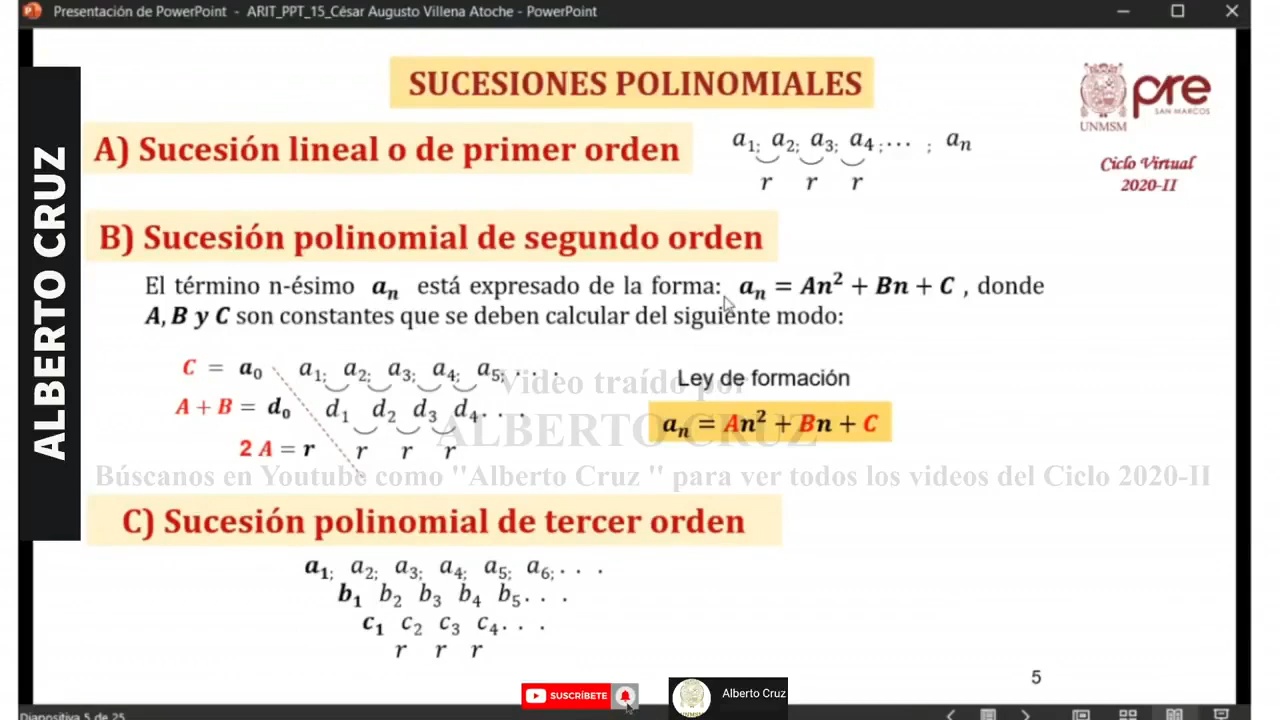 Presentación de PowerPoint - ARIT_PPT_15_César Augusto Villena Atoche - PowerPoint
SUCESIONES POLINOMIALES
UNMSM
pre
SAN MARCOS
Ciclo Virtual
2020-II
ALBERTO CRUZ
A) Sucesión lineal o de primer orden
a₁; a₂; a₃; a₄; ⋯ ; aₙ
r r r
B) Sucesión polinomial de segundo orden
El término n-ésimo aₙ está expresado de la forma: aₙ = An² + Bn + C , donde
A, B y C son constantes que se deben calcular del siguiente modo:
C = a₀ a₁; a₂; a₃; a₄; a₅; . . .
A + B = d₀ d₁ d₂ d₃ d₄ . . .
2 A = r r r r
Ley de formación
aₙ = An² + Bn + C
Video traído por
ALBERTO CRUZ
Búscanos en Youtube como "Alberto Cruz " para ver todos los videos del Ciclo 2020-II
C) Sucesión polinomial de tercer orden
a₁; a₂; a₃; a₄; a₅; a₆; . . .
b₁ b₂ b₃ b₄ b₅ . . .
c₁ c₂ c₃ c₄ . . .
r r r
5
SUSCRÍBETE
Alberto Cruz
UNMSM
Diapositiva 5 de 25